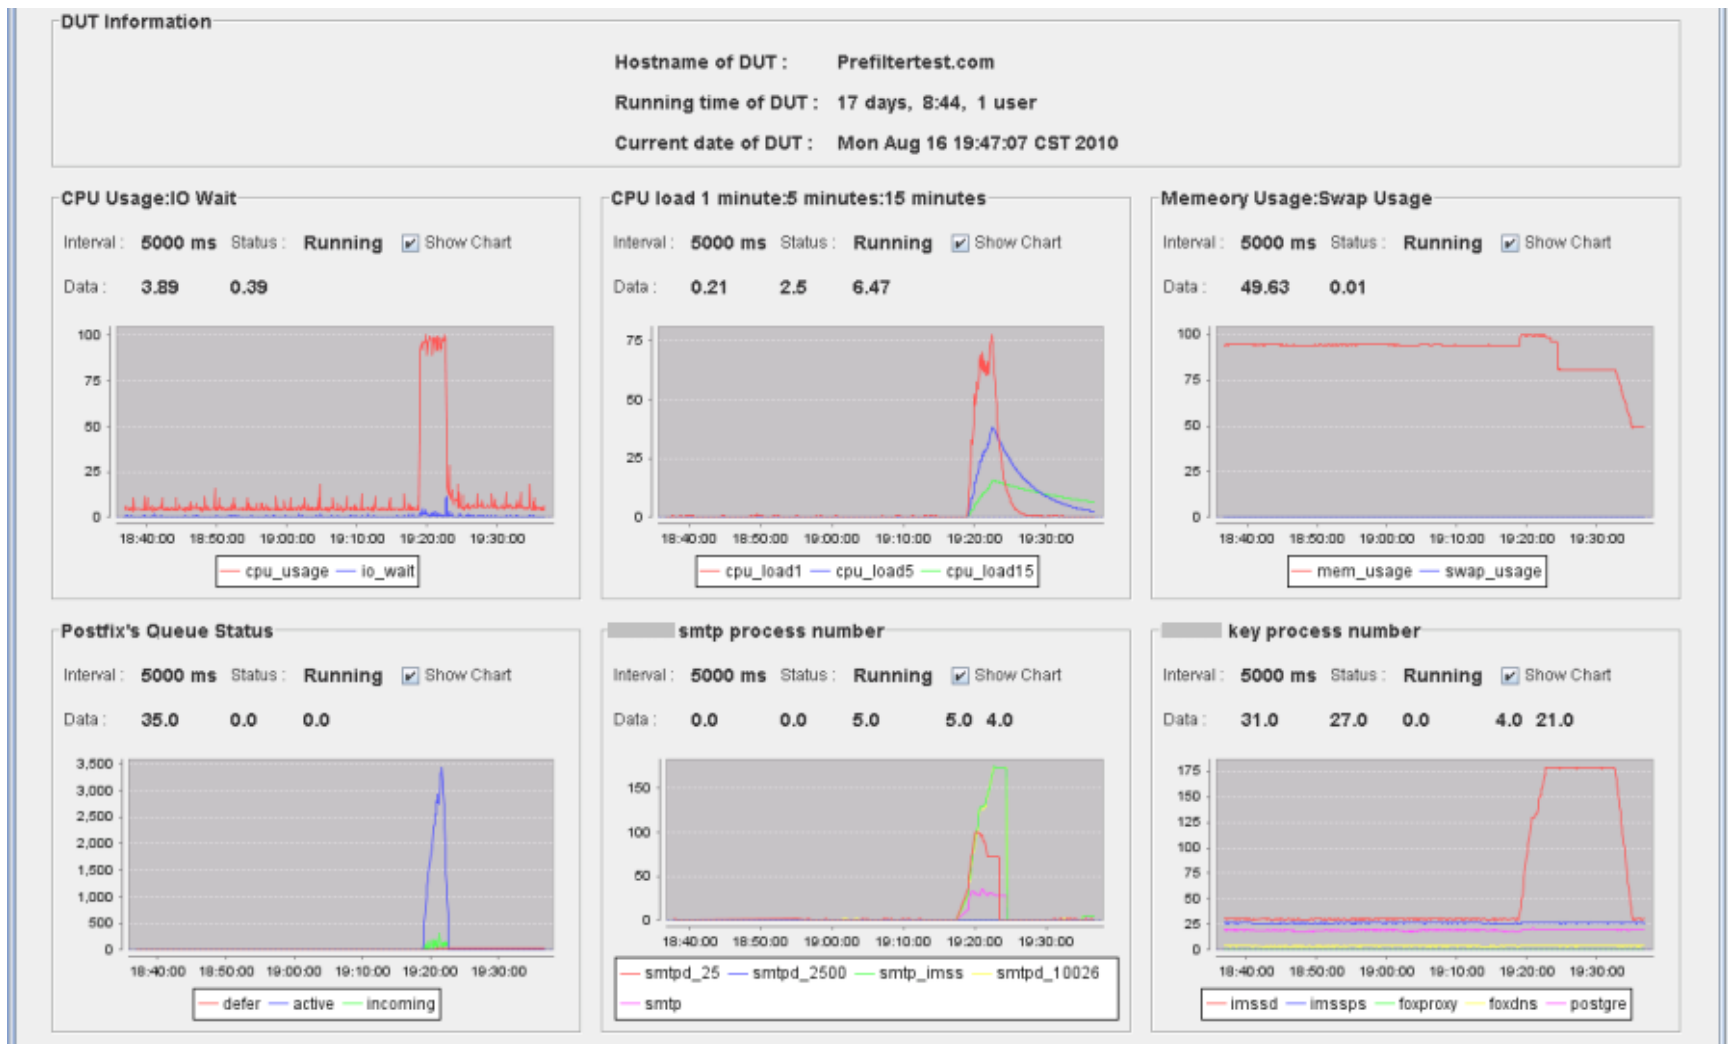 DUT Information
Hostname of DUT : Prefiltertest.com
Running time of DUT : 17 days, 8:44, 1 user
Current date of DUT : Mon Aug 16 19:47:07 CST 2010
CPU Usage:IO Wait
Interval : 5000 ms Status : Running Show Chart
Data : 3.89 0.39
100
75
50
25
0
18:40:00 18:50:00 19:00:00 19:10:00 19:20:00 19:30:00
cpu_usage io_wait
CPU load 1 minute:5 minutes:15 minutes
Interval : 5000 ms Status : Running Show Chart
Data : 0.21 2.5 6.47
75
50
25
0
18:40:00 18:50:00 19:00:00 19:10:00 19:20:00 19:30:00
cpu_load1 cpu_load5 cpu_load15
Memeory Usage:Swap Usage
Interval : 5000 ms Status : Running Show Chart
Data : 49.63 0.01
100
75
50
25
0
18:40:00 18:50:00 19:00:00 19:10:00 19:20:00 19:30:00
mem_usage swap_usage
Postfix's Queue Status
Interval : 5000 ms Status : Running Show Chart
Data : 35.0 0.0 0.0
3,500
3,000
2,500
2,000
1,500
1,000
500
0
18:40:00 18:50:00 19:00:00 19:10:00 19:20:00 19:30:00
defer active incoming
smtp process number
Interval : 5000 ms Status : Running Show Chart
Data : 0.0 0.0 5.0 5.0 4.0
150
100
50
0
18:40:00 18:50:00 19:00:00 19:10:00 19:20:00 19:30:00
smtpd_25 smtpd_2500 smtp_imss smtpd_10026
smtp
key process number
Interval : 5000 ms Status : Running Show Chart
Data : 31.0 27.0 0.0 4.0 21.0
175
150
125
100
75
50
25
0
18:40:00 18:50:00 19:00:00 19:10:00 19:20:00 19:30:00
imssd imssps foxproxy foxdns postgre